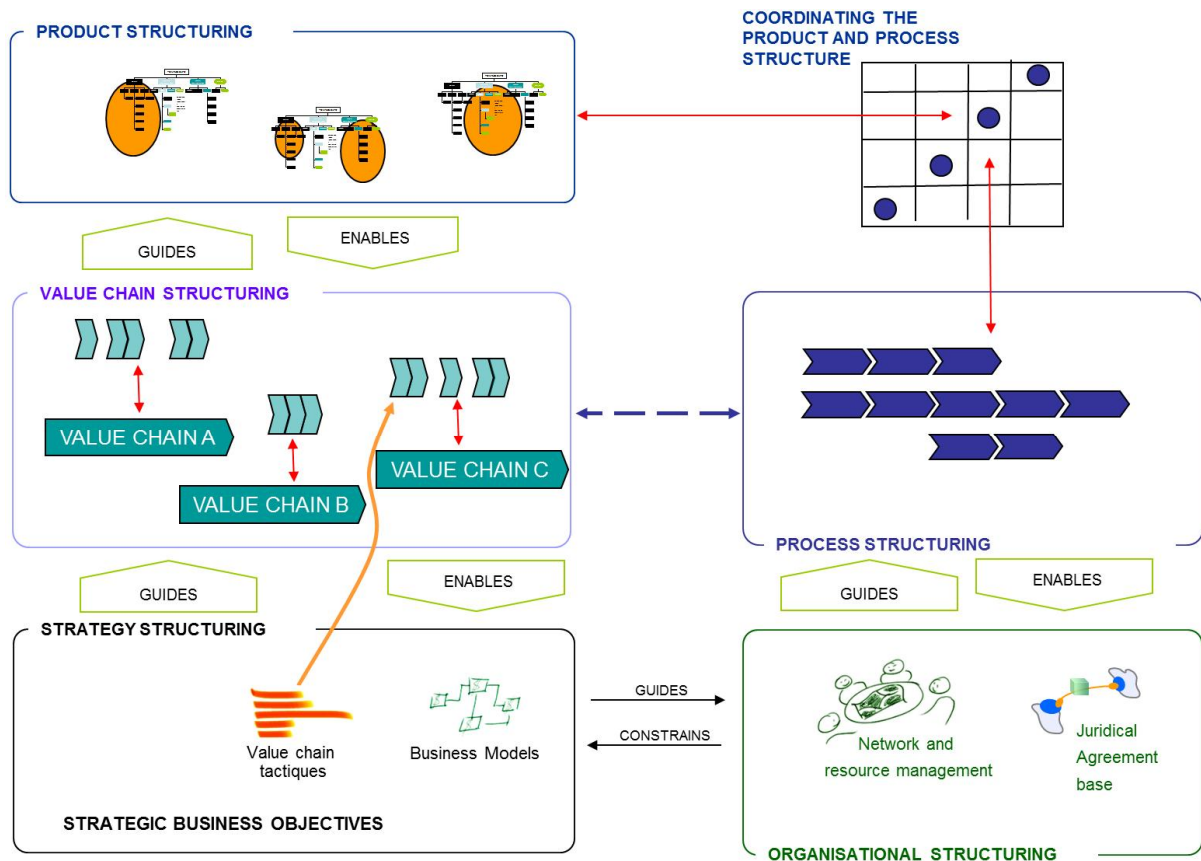 PRODUCT STRUCTURING
COORDINATING THE
PRODUCT AND PROCESS
STRUCTURE
GUIDES
ENABLES
VALUE CHAIN STRUCTURING
VALUE CHAIN A
VALUE CHAIN B
VALUE CHAIN C
PROCESS STRUCTURING
GUIDES
ENABLES
GUIDES
ENABLES
STRATEGY STRUCTURING
Value chain
tactiques
Business Models
STRATEGIC BUSINESS OBJECTIVES
GUIDES
CONSTRAINS
Network and
resource management
Juridical
Agreement
base
ORGANISATIONAL STRUCTURING